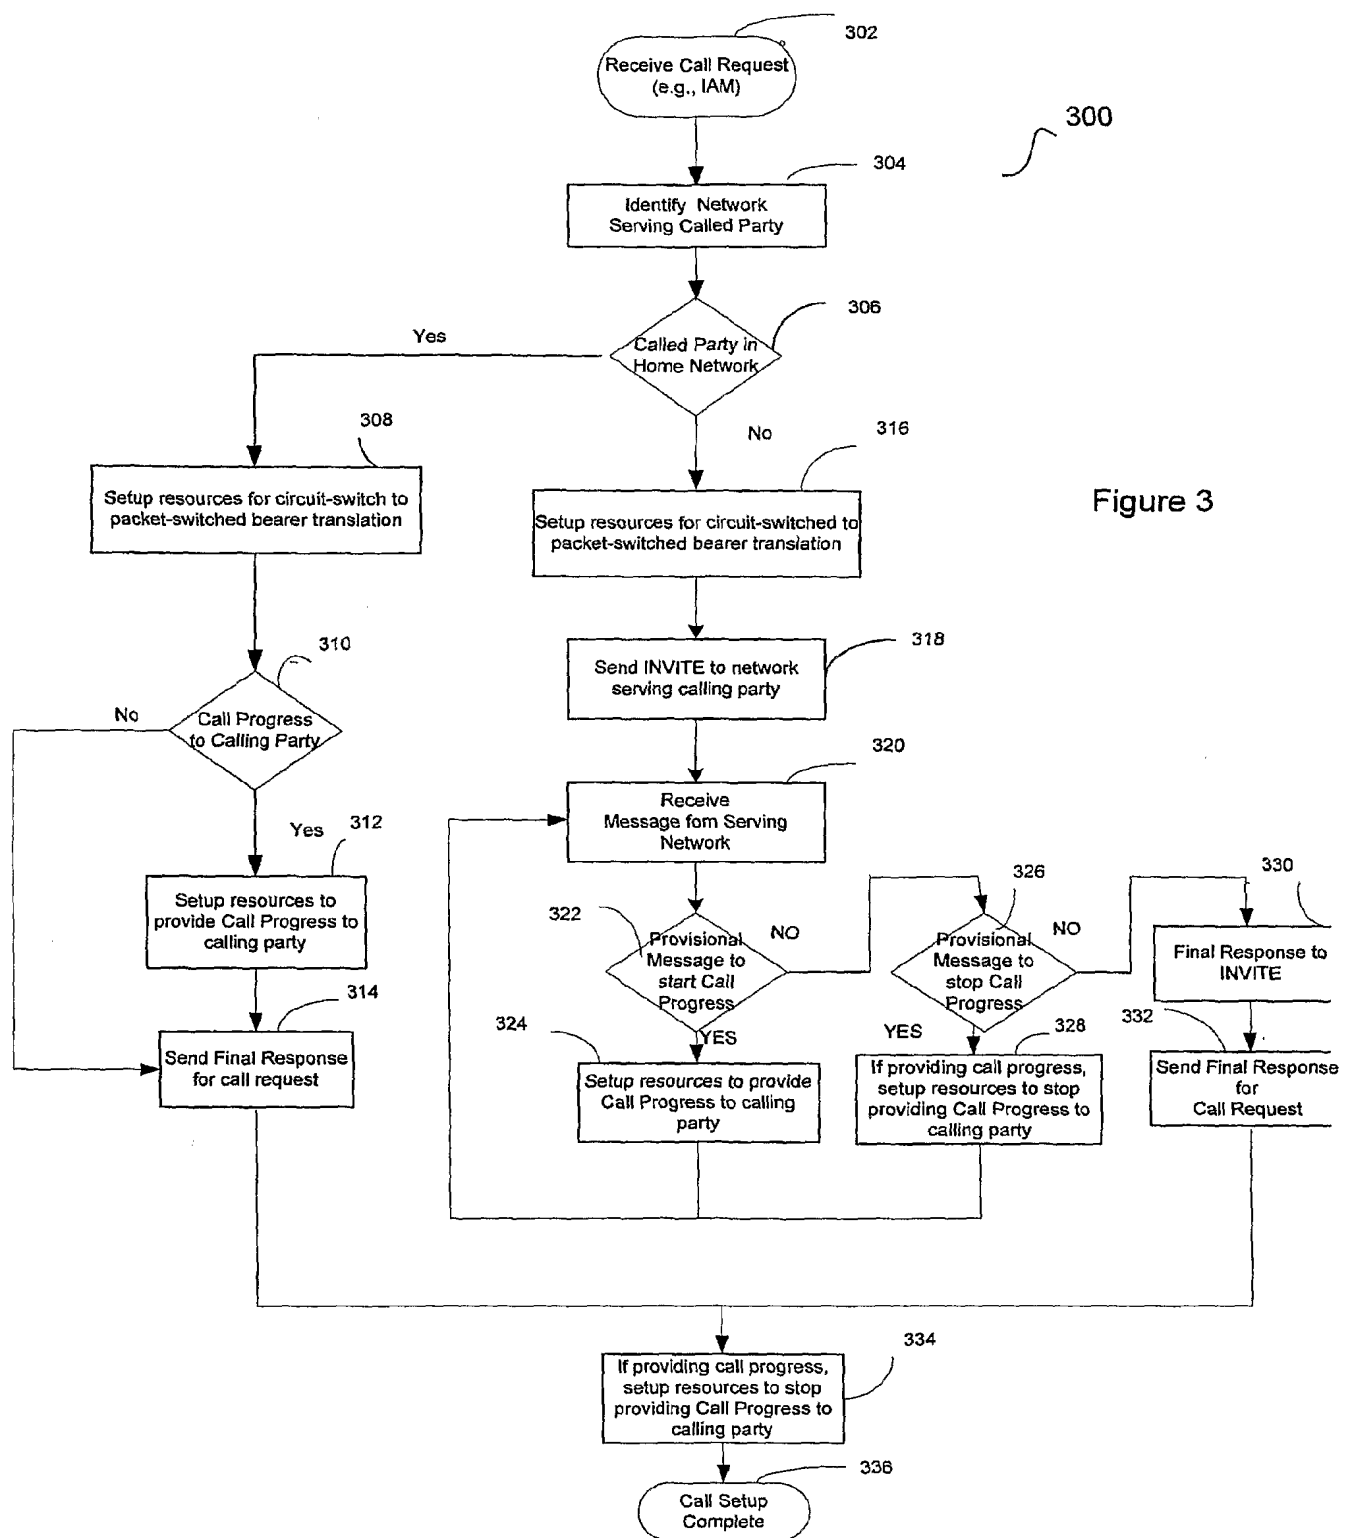 302
Receive Call Request
(e.g., IAM)
300
304
Identify Network
Serving Called Party
306
Called Party in
Home Network
Yes
No
308
Setup resources for circuit-switch to
packet-switched bearer translation
316
Setup resources for circuit-switched to
packet-switched bearer translation
Figure 3
310
Call Progress
to Calling Party
No
Yes
318
Send INVITE to network
serving calling party
320
Receive
Message fom Serving
Network
312
Setup resources to
provide Call Progress to
calling party
314
Send Final Response
for call request
322
Provisional
Message to
start Call
Progress
NO
YES
326
Provisional
Message to
stop Call
Progress
NO
YES
330
Final Response to
INVITE
324
Setup resources to provide
Call Progress to calling
party
328
If providing call progress,
setup resources to stop
providing Call Progress to
calling party
332
Send Final Response
for
Call Request
334
If providing call progress,
setup resources to stop
providing Call Progress to
calling party
336
Call Setup
Complete